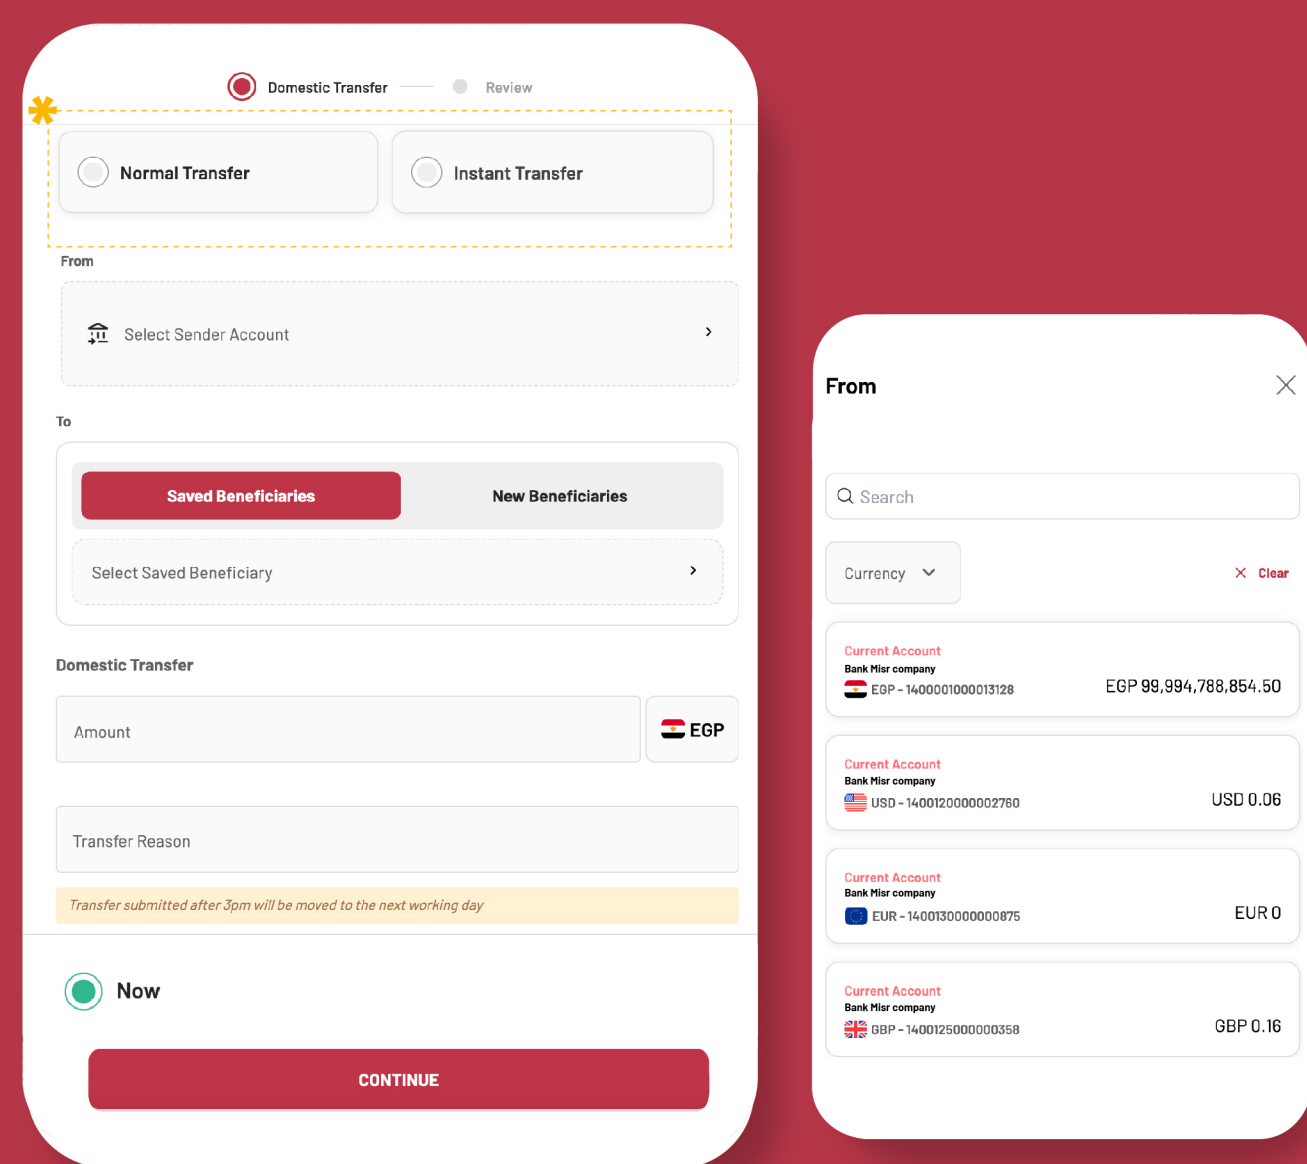 Domestic Transfer
Review
Normal Transfer
Instant Transfer
From
Select Sender Account
To
Saved Beneficiaries
New Beneficiaries
Select Saved Beneficiary
Domestic Transfer
Amount
EGP
Transfer Reason
Transfer submitted after 3pm will be moved to the next working day
Now
CONTINUE
From
Search
Currency
Clear
Current Account
Bank Misr company
EGP - 1400001000013128
EGP 99,994,788,854.50
Current Account
Bank Misr company
USD - 1400120000002760
USD 0.06
Current Account
Bank Misr company
EUR - 1400130000000875
EUR 0
Current Account
Bank Misr company
GBP - 1400125000000358
GBP 0.16